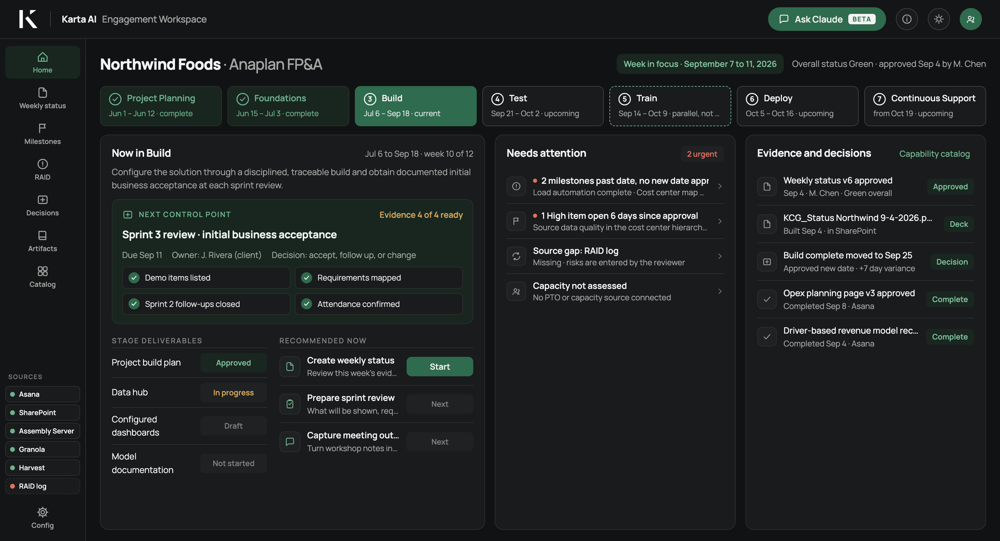 Karta AI Engagement Workspace
Ask Claude BETA
Home
Weekly status
Milestones
RAID
Decisions
Artifacts
Catalog
SOURCES
Asana
SharePoint
Assembly Server
Granola
Harvest
RAID log
Config
Northwind Foods · Anaplan FP&A
Week in focus · September 7 to 11, 2026
Overall status Green · approved Sep 4 by M. Chen
Project Planning
Jun 1 – Jun 12 · complete
Foundations
Jun 15 – Jul 3 · complete
3 Build
Jul 6 – Sep 18 · current
4 Test
Sep 21 – Oct 2 · upcoming
5 Train
Sep 14 – Oct 9 · parallel, not ...
6 Deploy
Oct 5 – Oct 16 · upcoming
7 Continuous Support
from Oct 19 · upcoming
Now in Build
Jul 6 to Sep 18 · week 10 of 12
Configure the solution through a disciplined, traceable build and obtain documented initial
business acceptance at each sprint review.
NEXT CONTROL POINT
Evidence 4 of 4 ready
Sprint 3 review · initial business acceptance
Due Sep 11 Owner: J. Rivera (client) Decision: accept, follow up, or change
Demo items listed
Requirements mapped
Sprint 2 follow-ups closed
Attendance confirmed
STAGE DELIVERABLES
Project build plan
Approved
Data hub
In progress
Configured
dashboards
Draft
Model
documentation
Not started
RECOMMENDED NOW
Create weekly status
Review this week's evid...
Start
Prepare sprint review
What will be shown, req...
Next
Capture meeting out...
Turn workshop notes in...
Next
Needs attention
2 urgent
2 milestones past date, no new date appr
Load automation complete · Cost center map ...
1 High item open 6 days since approval
Source data quality in the cost center hierarch...
Source gap: RAID log
Missing · risks are entered by the reviewer
Capacity not assessed
No PTO or capacity source connected
Evidence and decisions
Capability catalog
Weekly status v6 approved
Sep 4 · M. Chen · Green overall
Approved
KCG_Status Northwind 9-4-2026.p...
Built Sep 4 · in SharePoint
Deck
Build complete moved to Sep 25
Approved new date · +7 day variance
Decision
Opex planning page v3 approved
Completed Sep 8 · Asana
Complete
Driver-based revenue model rec...
Completed Sep 4 · Asana
Complete